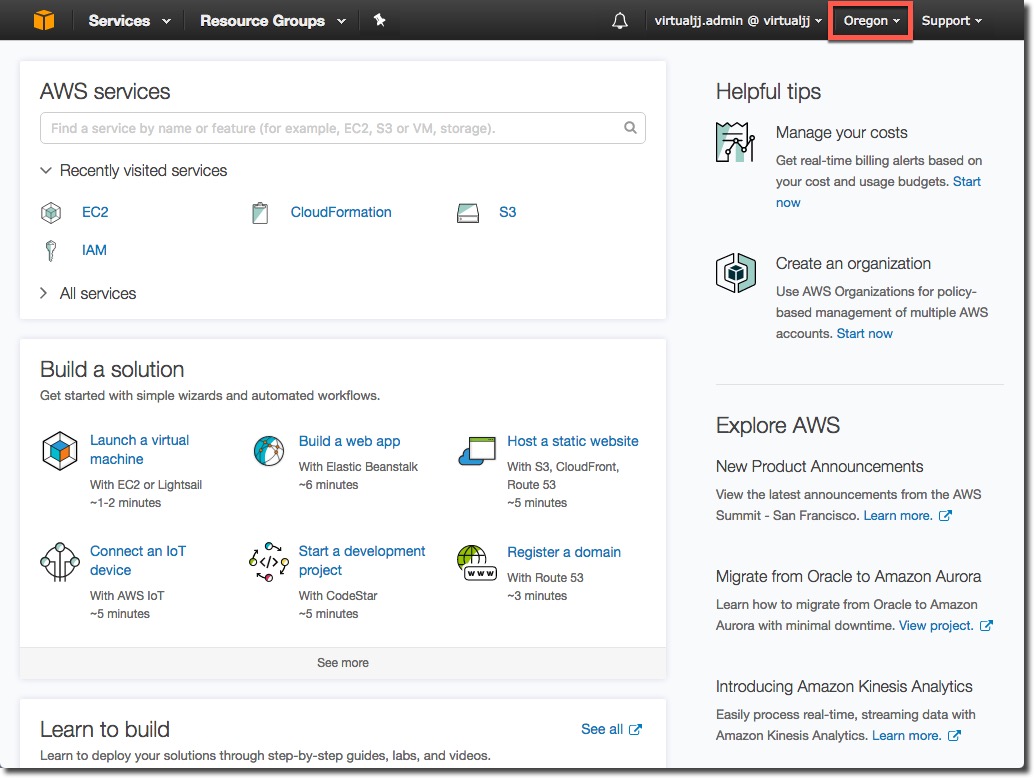 Services Resource Groups virtualjj.admin @ virtualjj Oregon Support
AWS services
Find a service by name or feature (for example, EC2, S3 or VM, storage).
Recently visited services
EC2 CloudFormation S3
IAM
All services
Build a solution
Get started with simple wizards and automated workflows.
Launch a virtual
machine
With EC2 or Lightsail
~1-2 minutes
Build a web app
With Elastic Beanstalk
~6 minutes
Host a static website
With S3, CloudFront,
Route 53
~5 minutes
Connect an IoT
device
With AWS IoT
~5 minutes
Start a development
project
With CodeStar
~5 minutes
www
Register a domain
With Route 53
~3 minutes
See more
Learn to build
See all
Learn to deploy your solutions through step-by-step guides, labs, and videos.
Helpful tips
Manage your costs
Get real-time billing alerts based on
your cost and usage budgets. Start
now
Create an organization
Use AWS Organizations for policy-
based management of multiple AWS
accounts. Start now
Explore AWS
New Product Announcements
View the latest announcements from the AWS
Summit - San Francisco. Learn more.
Migrate from Oracle to Amazon Aurora
Learn how to migrate from Oracle to Amazon
Aurora with minimal downtime. View project.
Introducing Amazon Kinesis Analytics
Easily process real-time, streaming data with
Amazon Kinesis Analytics. Learn more.